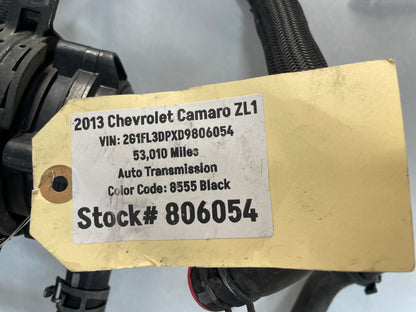 2013 Chevrolet Camaro ZL1
VIN: 2G1FL3DPXD9806054
53,010 Miles
Auto Transmission
Color Code: 8555 Black
Stock# 806054